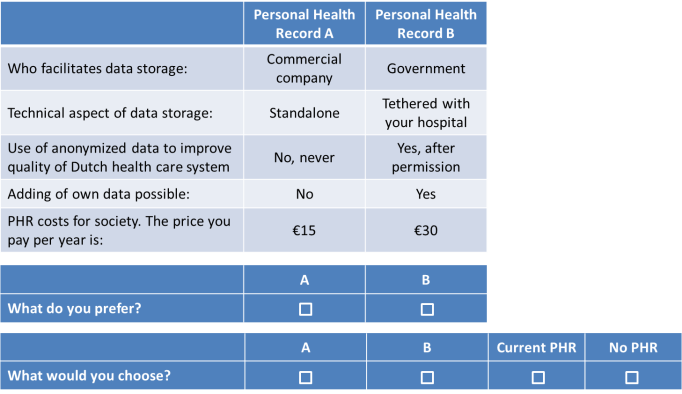 Personal Health Record A
Personal Health Record B
Who facilitates data storage:
Commercial company
Government
Technical aspect of data storage:
Standalone
Tethered with your hospital
Use of anonymized data to improve quality of Dutch health care system
No, never
Yes, after permission
Adding of own data possible:
No
Yes
PHR costs for society. The price you pay per year is:
€15
€30
A
B
What do you prefer?
A
B
Current PHR
No PHR
What would you choose?